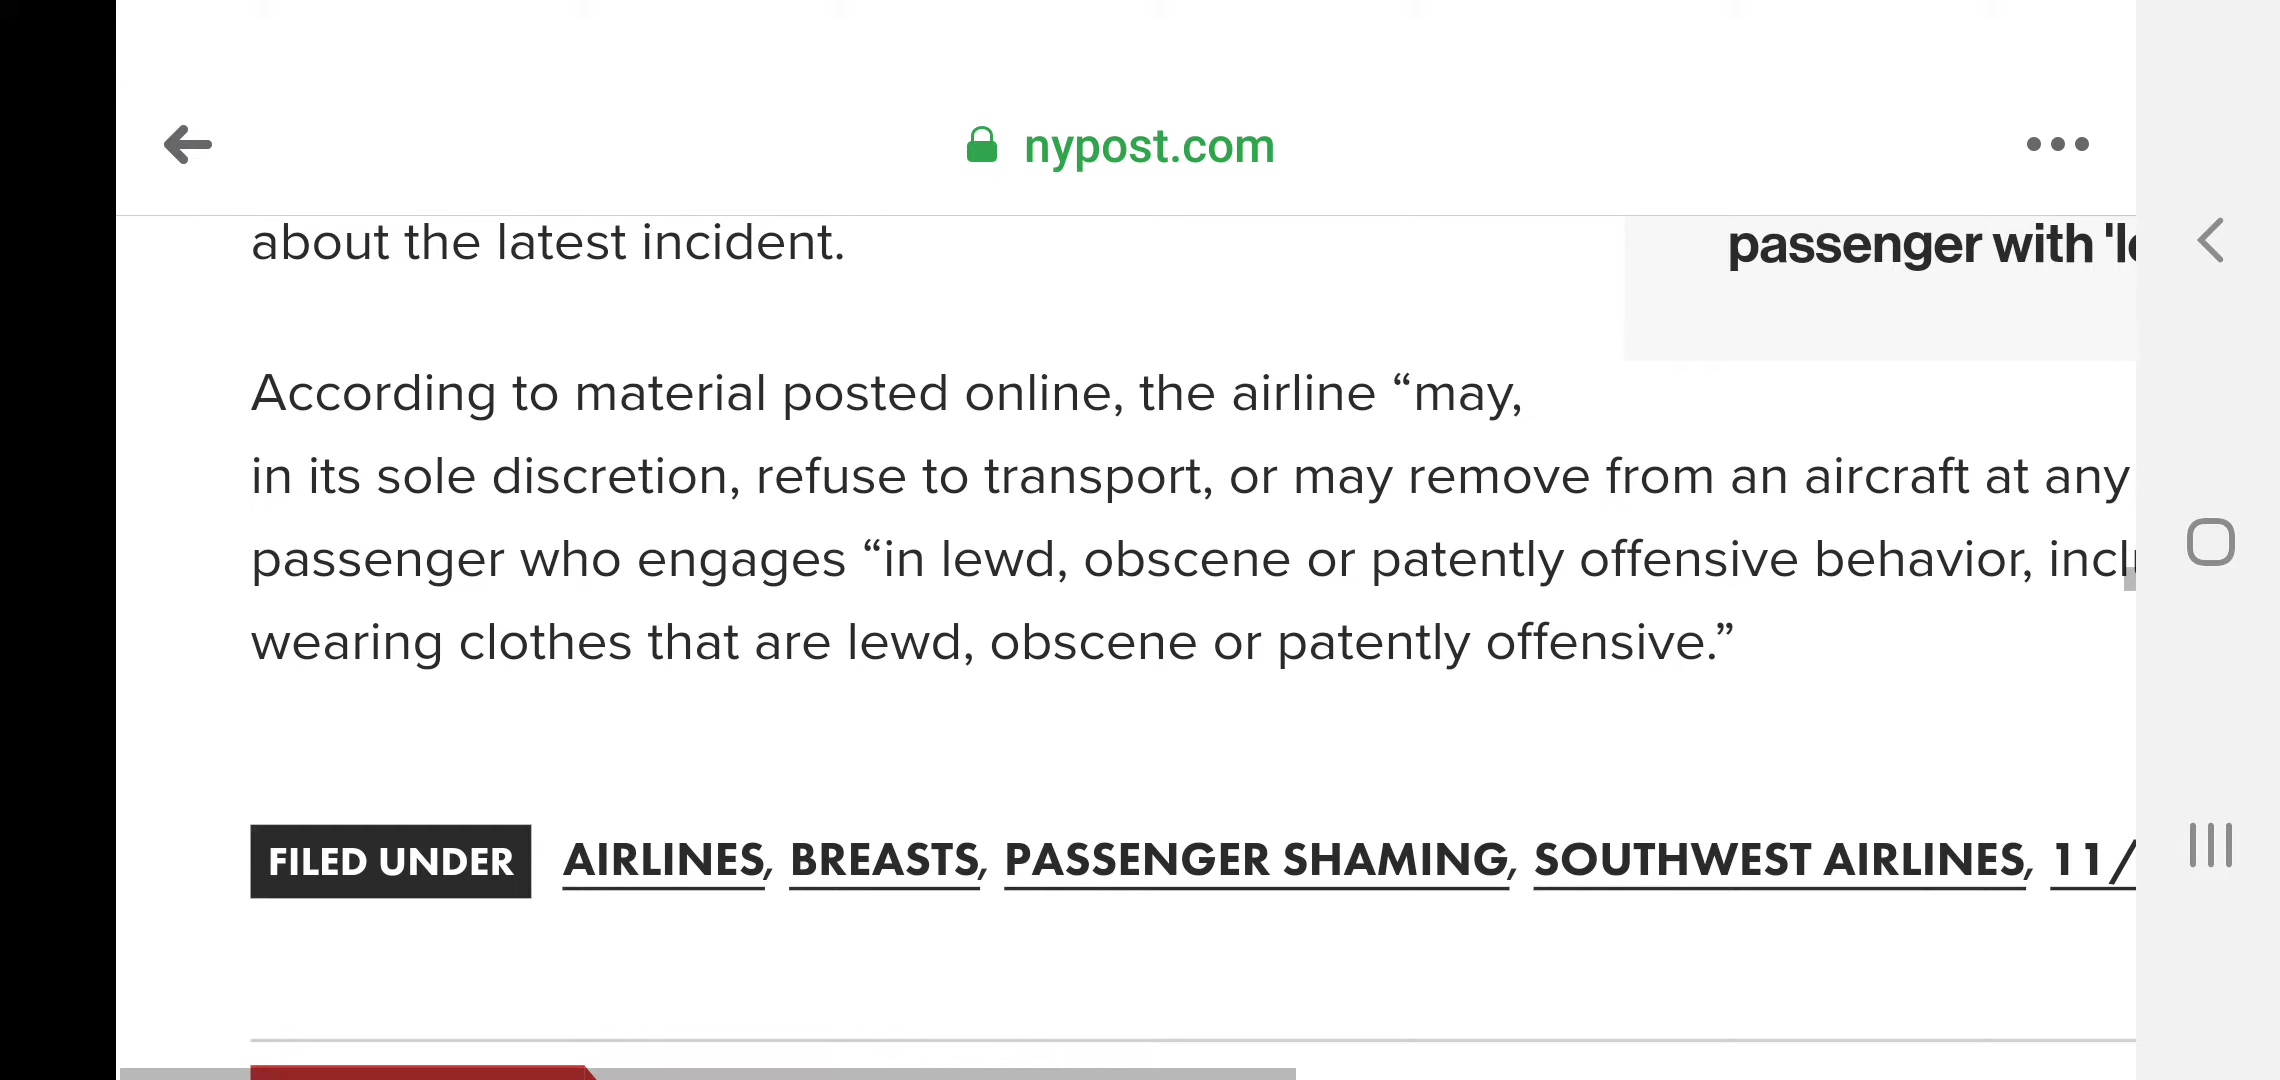 nypost.com
about the latest incident.
passenger with
According to material posted online, the airline “may,
in its sole discretion, refuse to transport, or may remove from an aircraft at any
passenger who engages “in lewd, obscene or patently offensive behavior,
wearing clothes that are lewd, obscene or patently offensive.”
FILED UNDER AIRLINES, BREASTS, PASSENGER SHAMING, SOUTHWEST AIRLINES, 11/